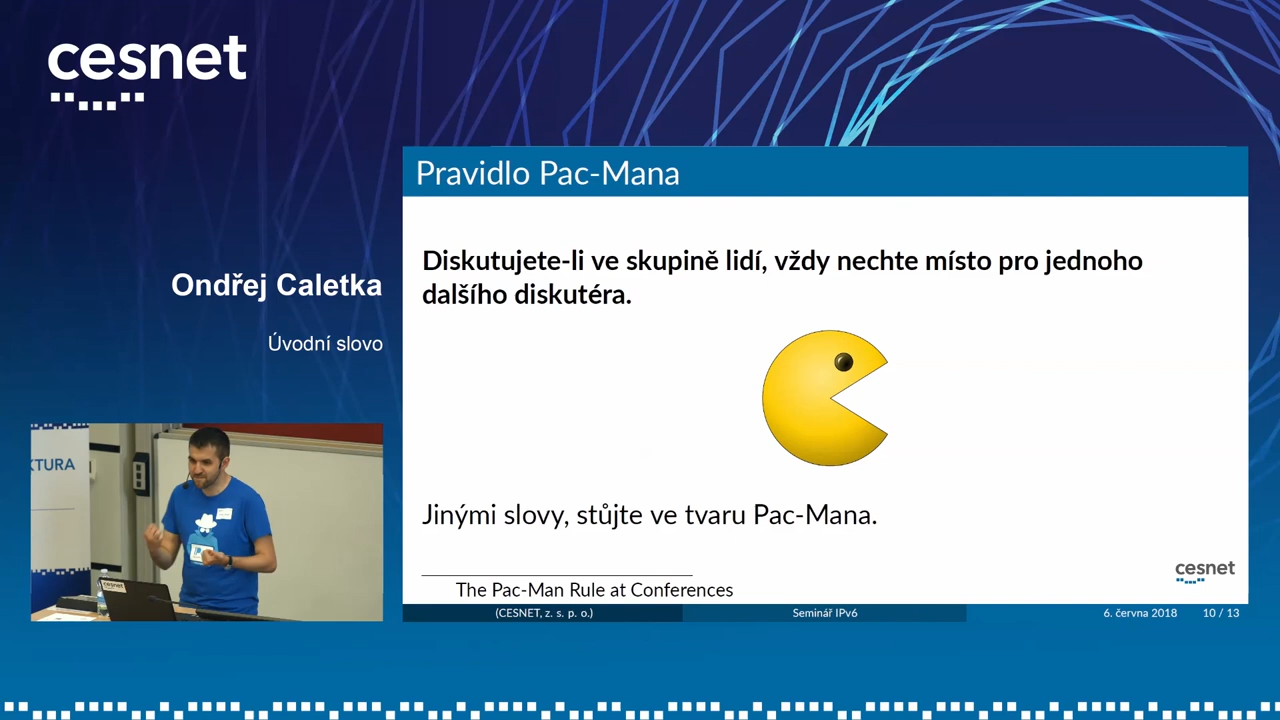 cesnet
Ondřej Caletka
Úvodní slovo
KTURA
cesnet
Pravidlo Pac-Mana
Diskutujete-li ve skupině lidí, vždy nechte místo pro jednoho
dalšího diskutéra.
Jinými slovy, stůjte ve tvaru Pac-Mana.
The Pac-Man Rule at Conferences
cesnet
(CESNET, z. s. p. o.)
Seminář IPv6
6. června 2018
10 / 13